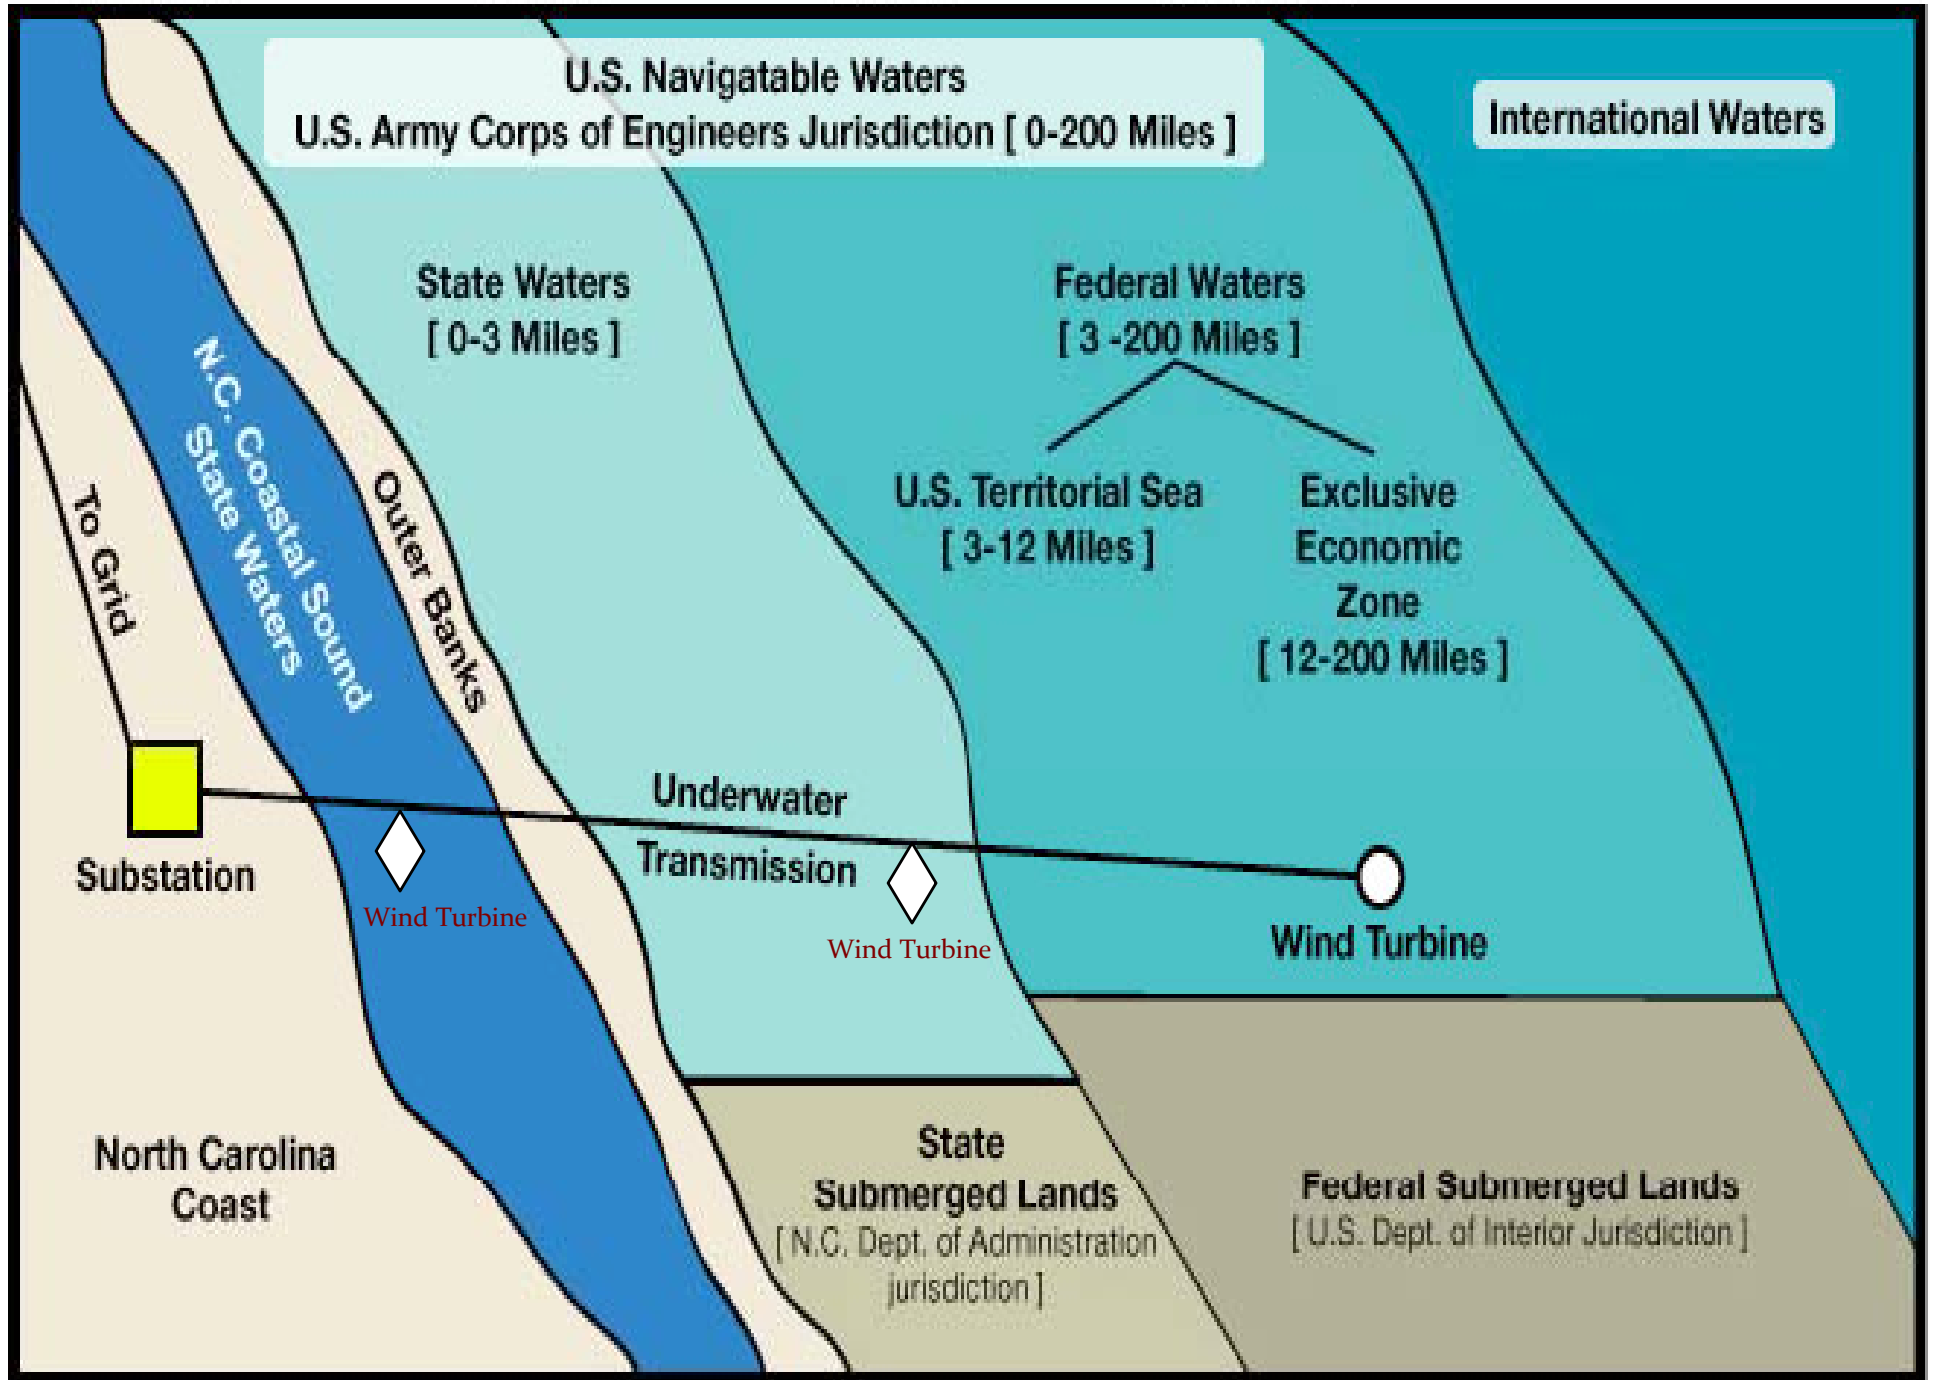 U.S. Navigatable Waters
U.S. Army Corps of Engineers Jurisdiction [ 0-200 Miles ]
International Waters
State Waters
[ 0-3 Miles ]
Federal Waters
[ 3 -200 Miles ]
U.S. Territorial Sea
[ 3-12 Miles ]
Exclusive
Economic
Zone
[ 12-200 Miles ]
N.C. Coastal Sound
State Waters
Outer Banks
To Grid
Substation
Underwater
Transmission
Wind Turbine
Wind Turbine
Wind Turbine
North Carolina
Coast
State
Submerged Lands
[ N.C. Dept. of Administration
jurisdiction ]
Federal Submerged Lands
[ U.S. Dept. of Interior Jurisdiction ]